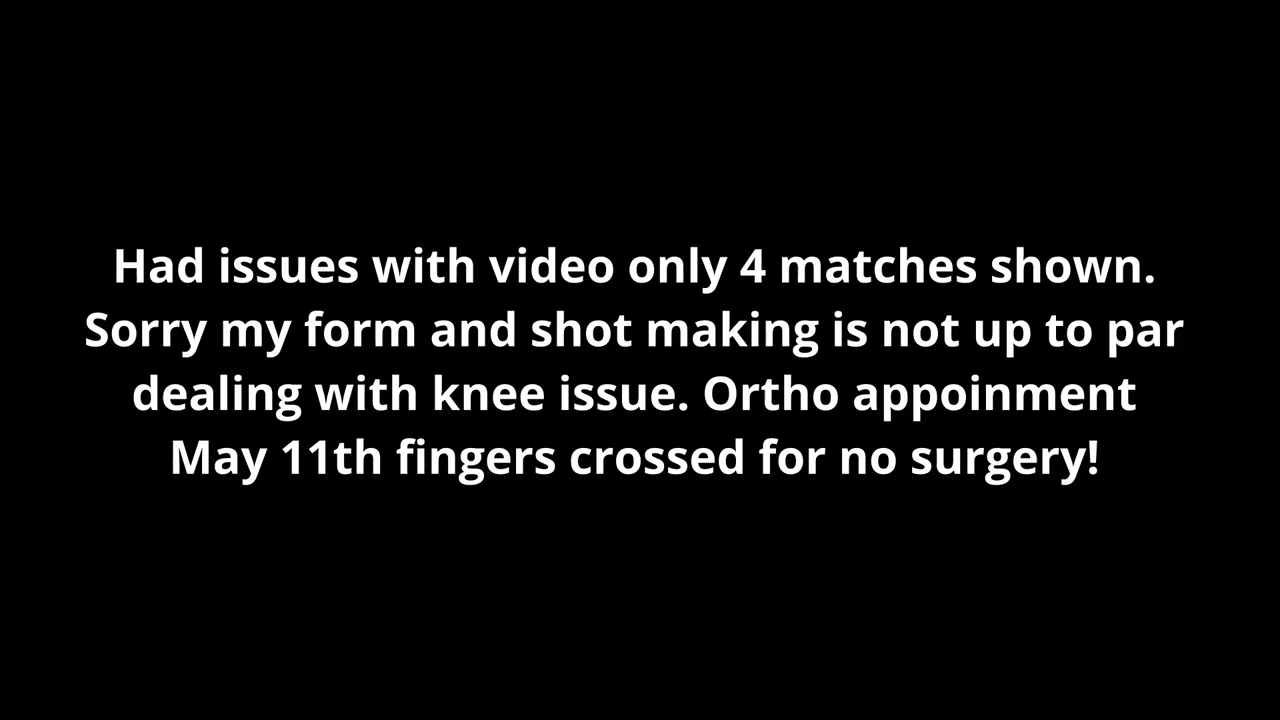 Had issues with video only 4 matches shown.
Sorry my form and shot making is not up to par
dealing with knee issue. Ortho appoinment
May 11th fingers crossed for no surgery!